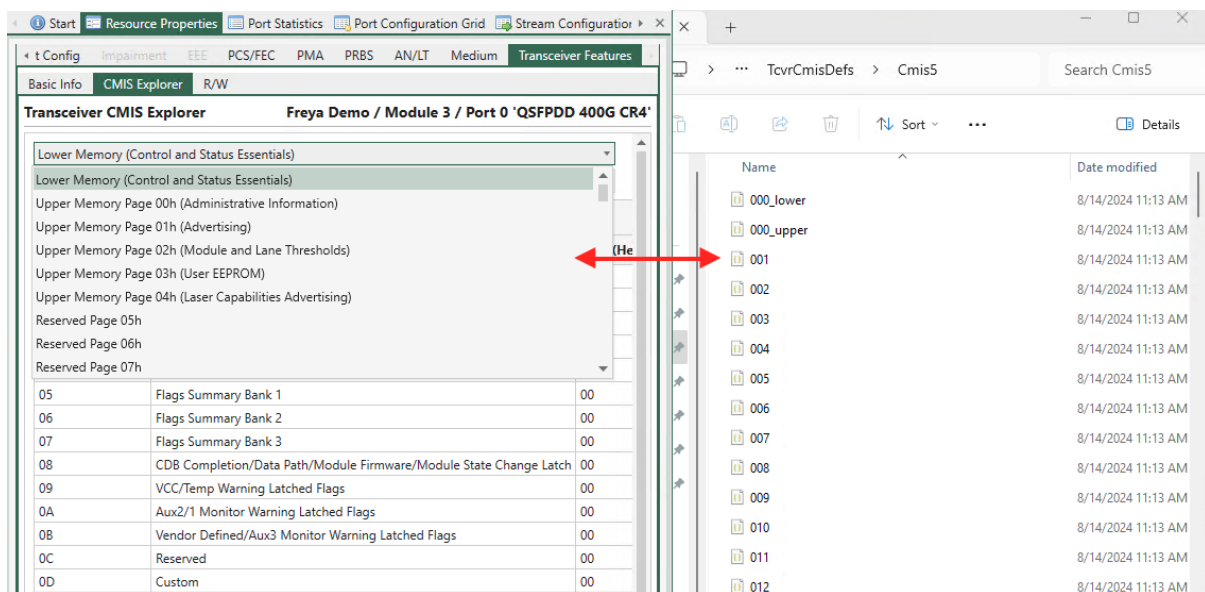 Start Resource Properties Port Statistics Port Configuration Grid Stream Configuration
t Config Impairment EEE PCS/FEC PMA PRBS AN/LT Medium Transceiver Features
Basic Info CMIS Explorer R/W
Transceiver CMIS Explorer Freya Demo / Module 3 / Port 0 'QSFPDD 400G CR4'
Lower Memory (Control and Status Essentials)
Lower Memory (Control and Status Essentials)
Upper Memory Page 00h (Administrative Information)
Upper Memory Page 01h (Advertising)
Upper Memory Page 02h (Module and Lane Thresholds)
(He
Upper Memory Page 03h (User EEPROM)
Upper Memory Page 04h (Laser Capabilities Advertising)
Reserved Page 05h
Reserved Page 06h
Reserved Page 07h
05 Flags Summary Bank 1 00
06 Flags Summary Bank 2 00
07 Flags Summary Bank 3 00
08 CDB Completion/Data Path/Module Firmware/Module State Change Latch 00
09 VCC/Temp Warning Latched Flags 00
0A Aux2/1 Monitor Warning Latched Flags 00
0B Vendor Defined/Aux3 Monitor Warning Latched Flags 00
0C Reserved 00
0D Custom 00
TcvrCmisDefs > Cmis5 Search Cmis5
Sort Details
Name Date modified
000_lower 8/14/2024 11:13 AM
000_upper 8/14/2024 11:13 AM
001 8/14/2024 11:13 AM
002 8/14/2024 11:13 AM
003 8/14/2024 11:13 AM
004 8/14/2024 11:13 AM
005 8/14/2024 11:13 AM
006 8/14/2024 11:13 AM
007 8/14/2024 11:13 AM
008 8/14/2024 11:13 AM
009 8/14/2024 11:13 AM
010 8/14/2024 11:13 AM
011 8/14/2024 11:13 AM
012 8/14/2024 11:13 AM